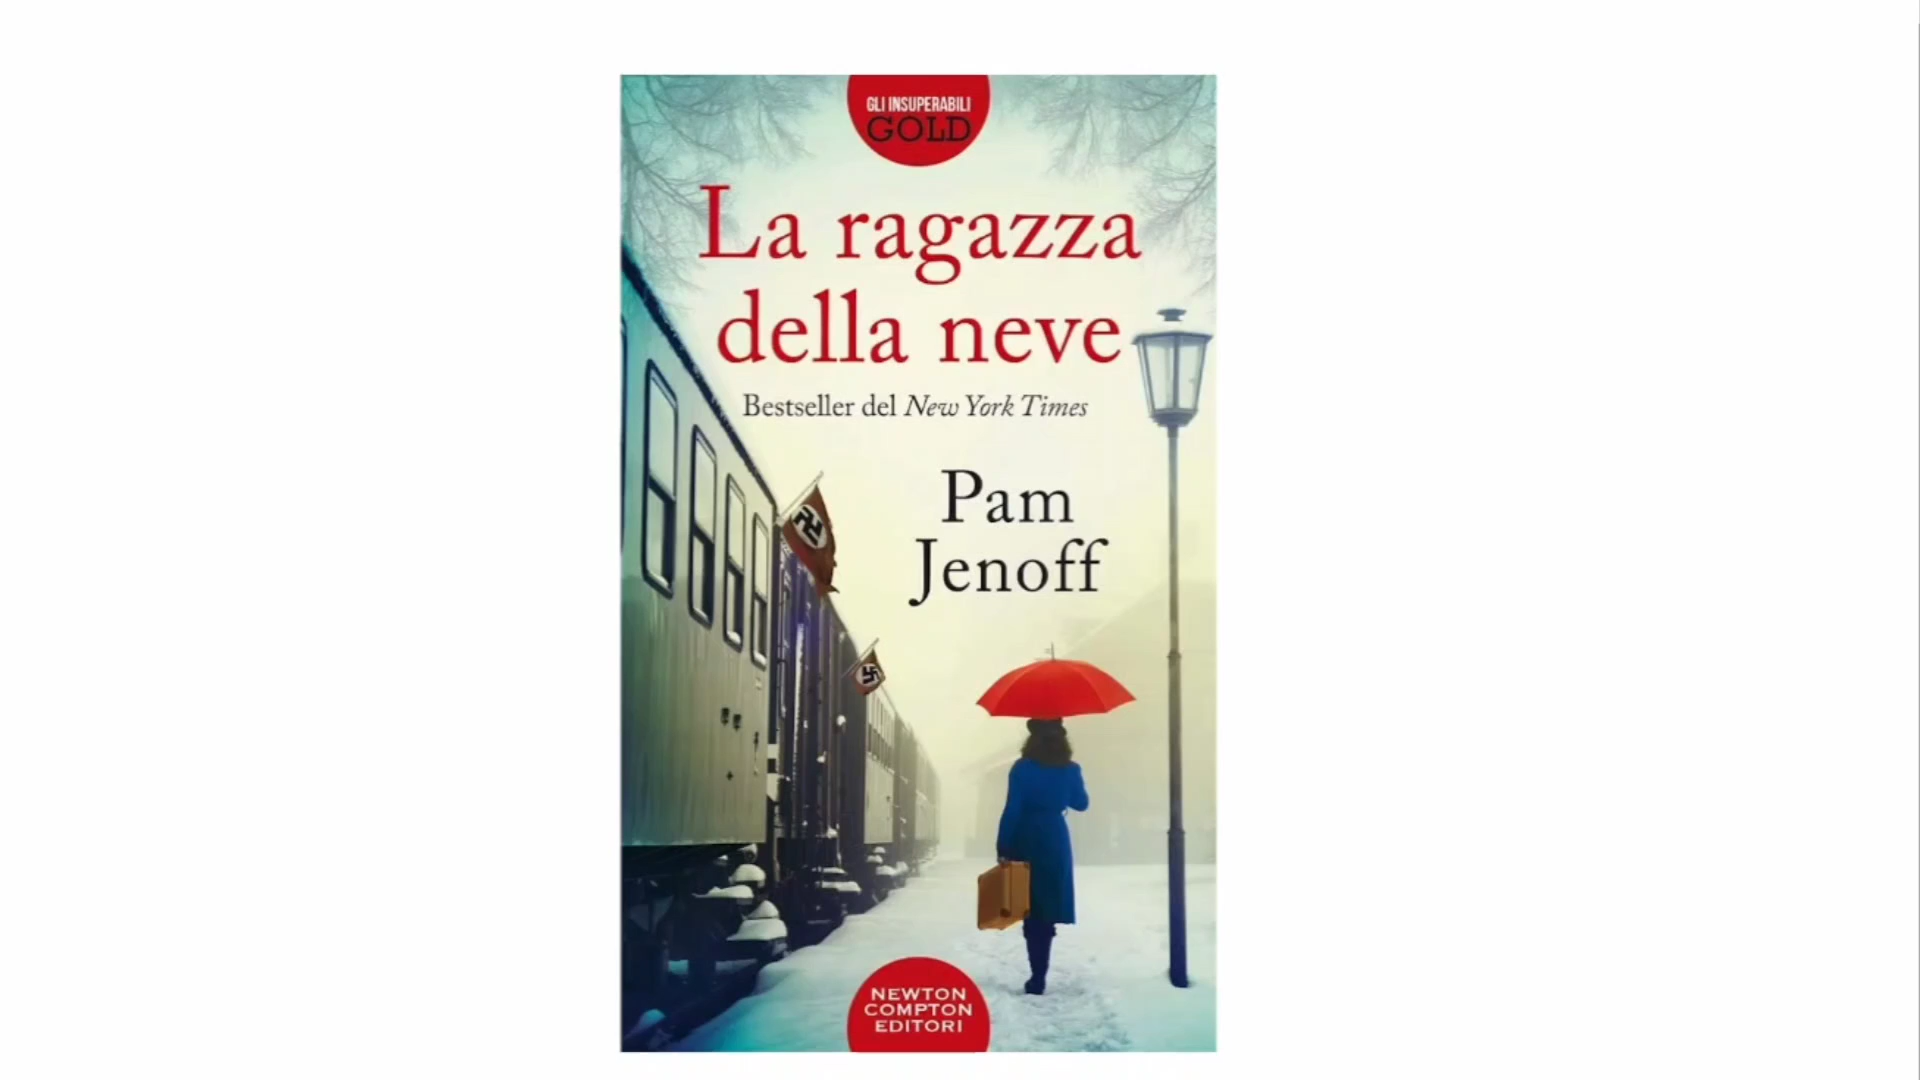 GLI INSUPERABILI
GOLD
La ragazza
della neve
Bestseller del New York Times
Pam
Jenoff
NEWTON
COMPTON
EDITORI